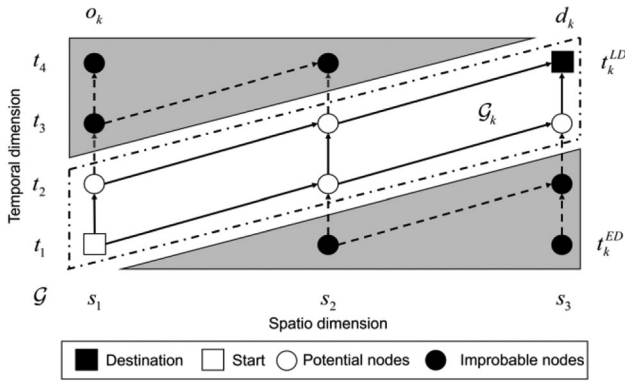 o_k d_k
t_4 t_k^{LD}
t_3 𝒢_k
t_2
t_1 t_k^{ED}
Temporal dimension
𝒢 s_1 s_2 s_3
Spatio dimension
Destination Start Potential nodes Improbable nodes